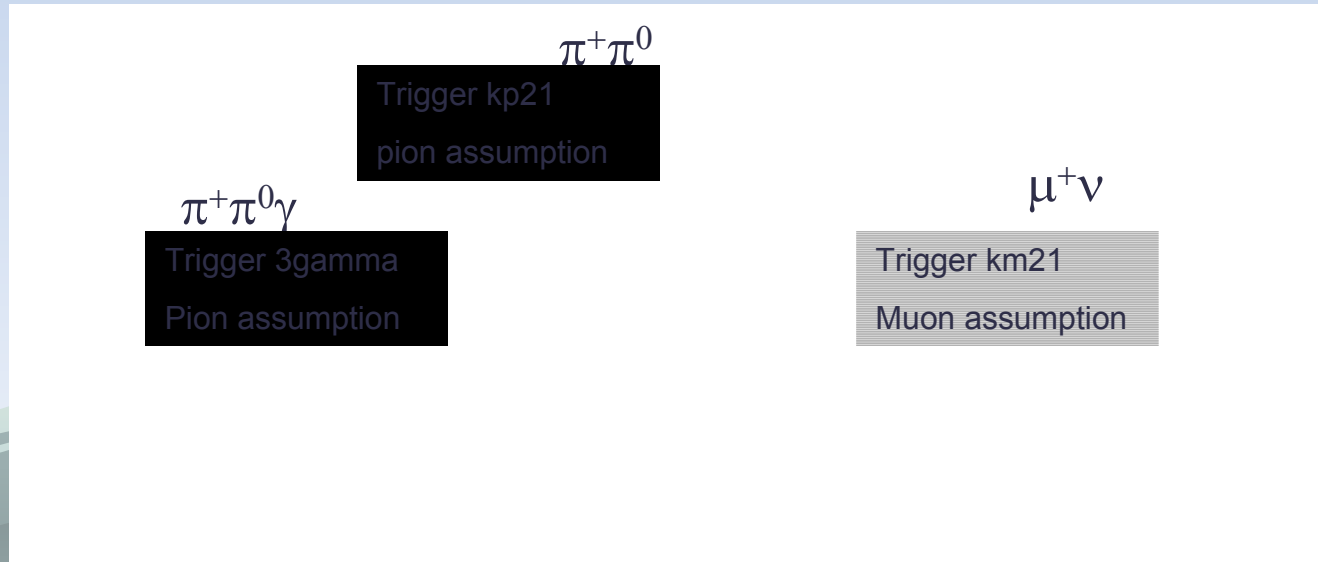 π⁺π⁰
Trigger kp21
pion assumption
π⁺π⁰γ
Trigger 3gamma
Pion assumption
μ⁺ν
Trigger km21
Muon assumption